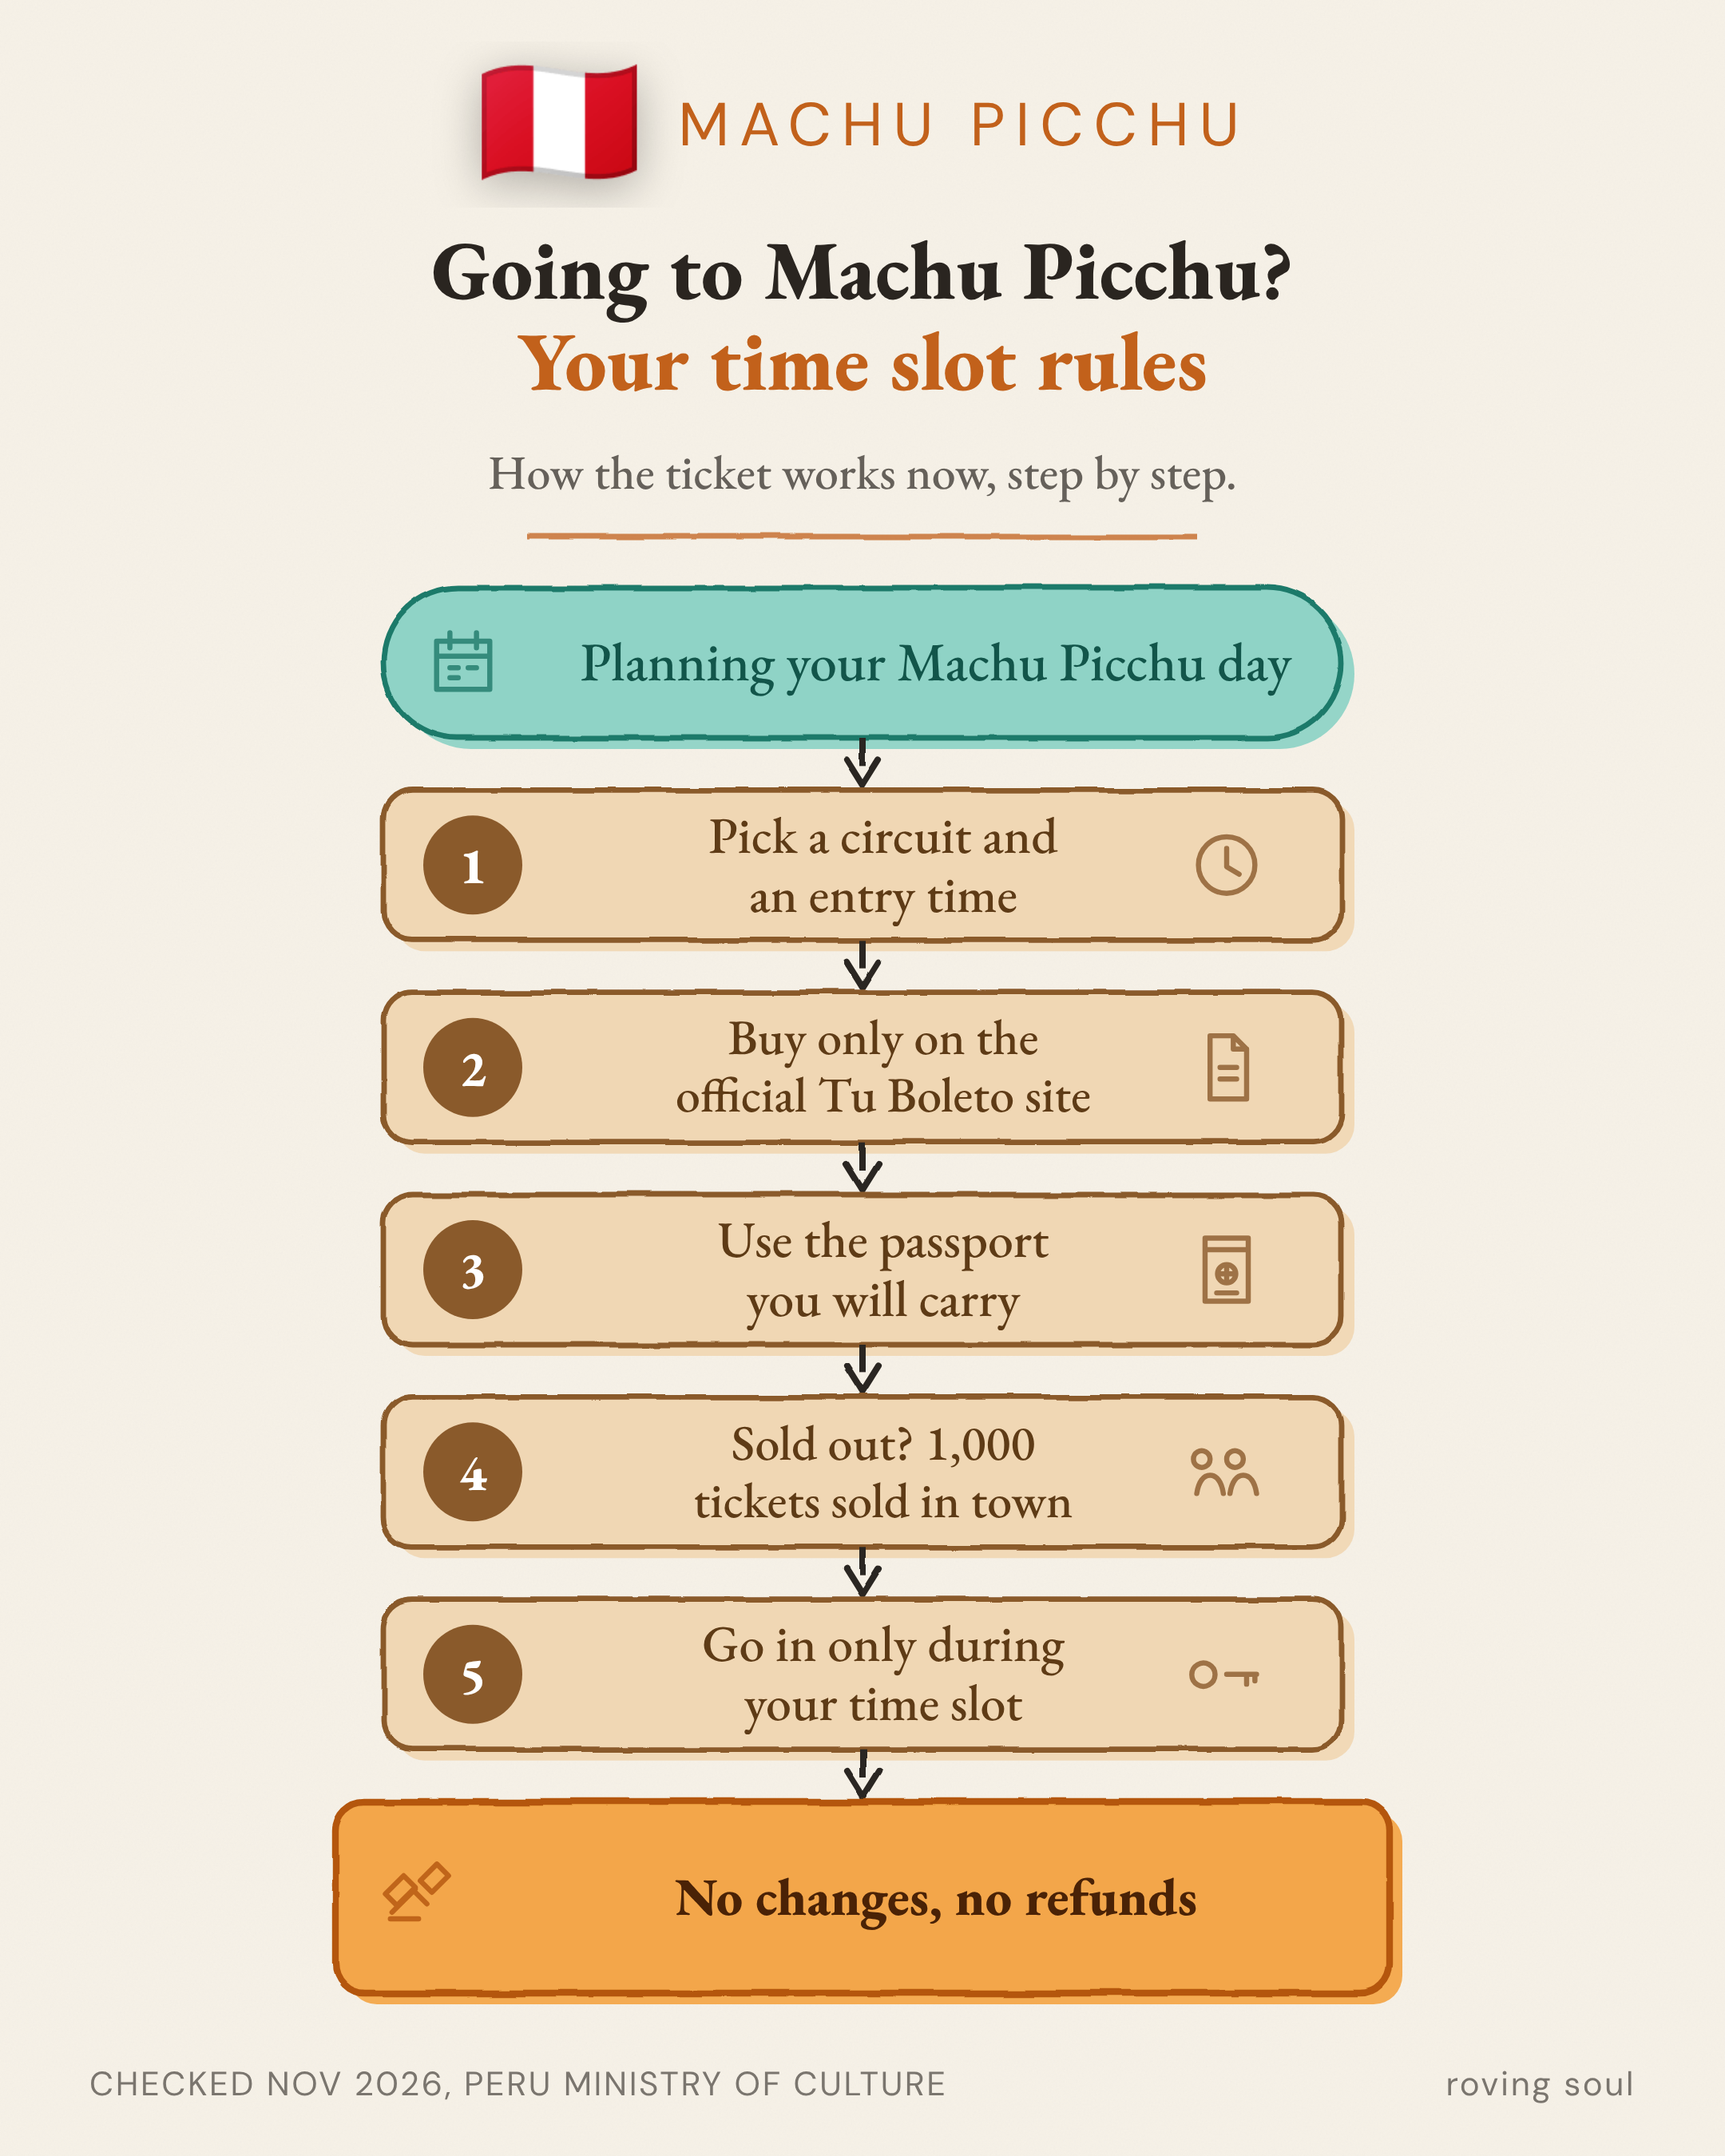 MACHU PICCHU
Going to Machu Picchu?
Your time slot rules
How the ticket works now, step by step.
Planning your Machu Picchu day
1
Pick a circuit and
an entry time
2
Buy only on the
official Tu Boleto site
3
Use the passport
you will carry
4
Sold out? 1,000
tickets sold in town
5
Go in only during
your time slot
No changes, no refunds
CHECKED NOV 2026, PERU MINISTRY OF CULTURE
roving soul